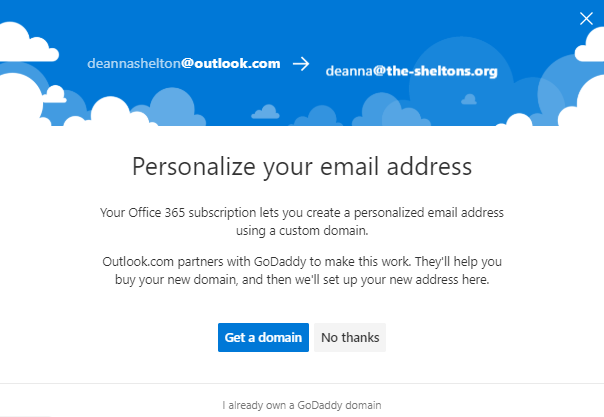 deannashelton@outlook.com → deanna@the-sheltons.org
Personalize your email address
Your Office 365 subscription lets you create a personalized email address
using a custom domain.
Outlook.com partners with GoDaddy to make this work. They'll help you
buy your new domain, and then we'll set up your new address here.
Get a domain No thanks
I already own a GoDaddy domain